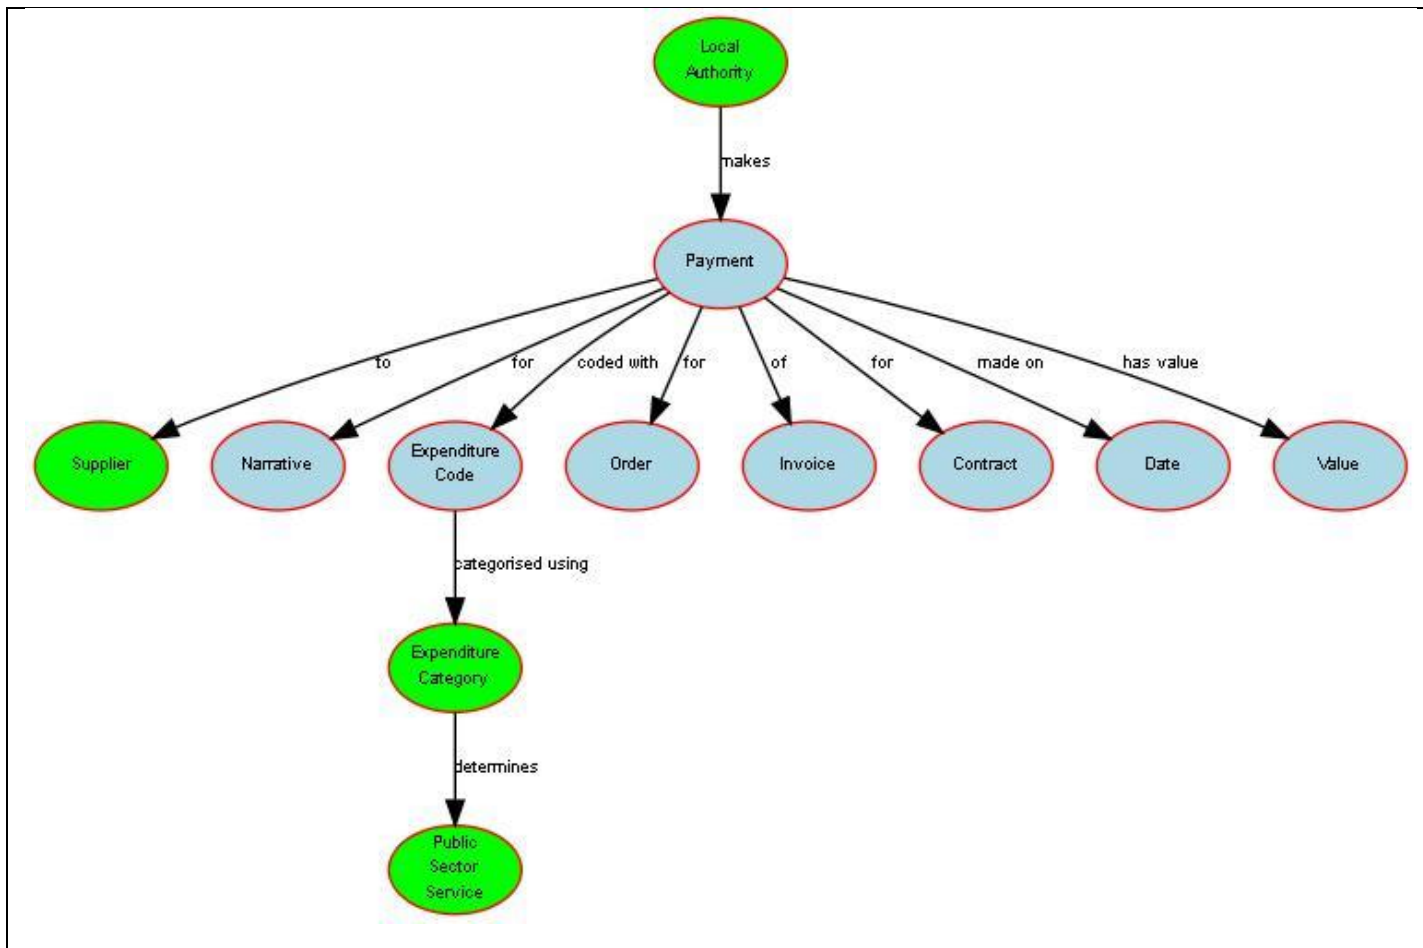 Local
Authority
makes
Payment
to
for
coded with
for
of
for
made on
has value
Supplier
Narrative
Expenditure
Code
Order
Invoice
Contract
Date
Value
categorised using
Expenditure
Category
determines
Public
Sector
Service